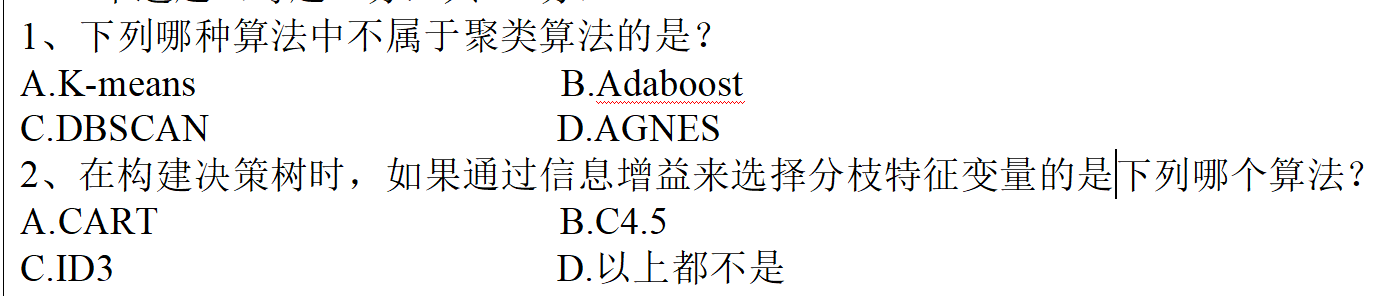 1、下列哪种算法中不属于聚类算法的是?
A.K-means B.Adaboost
C.DBSCAN D.AGNES
2、在构建决策树时，如果通过信息增益来选择分枝特征变量的是下列哪个算法?
A.CART B.C4.5
C.ID3 D.以上都不是